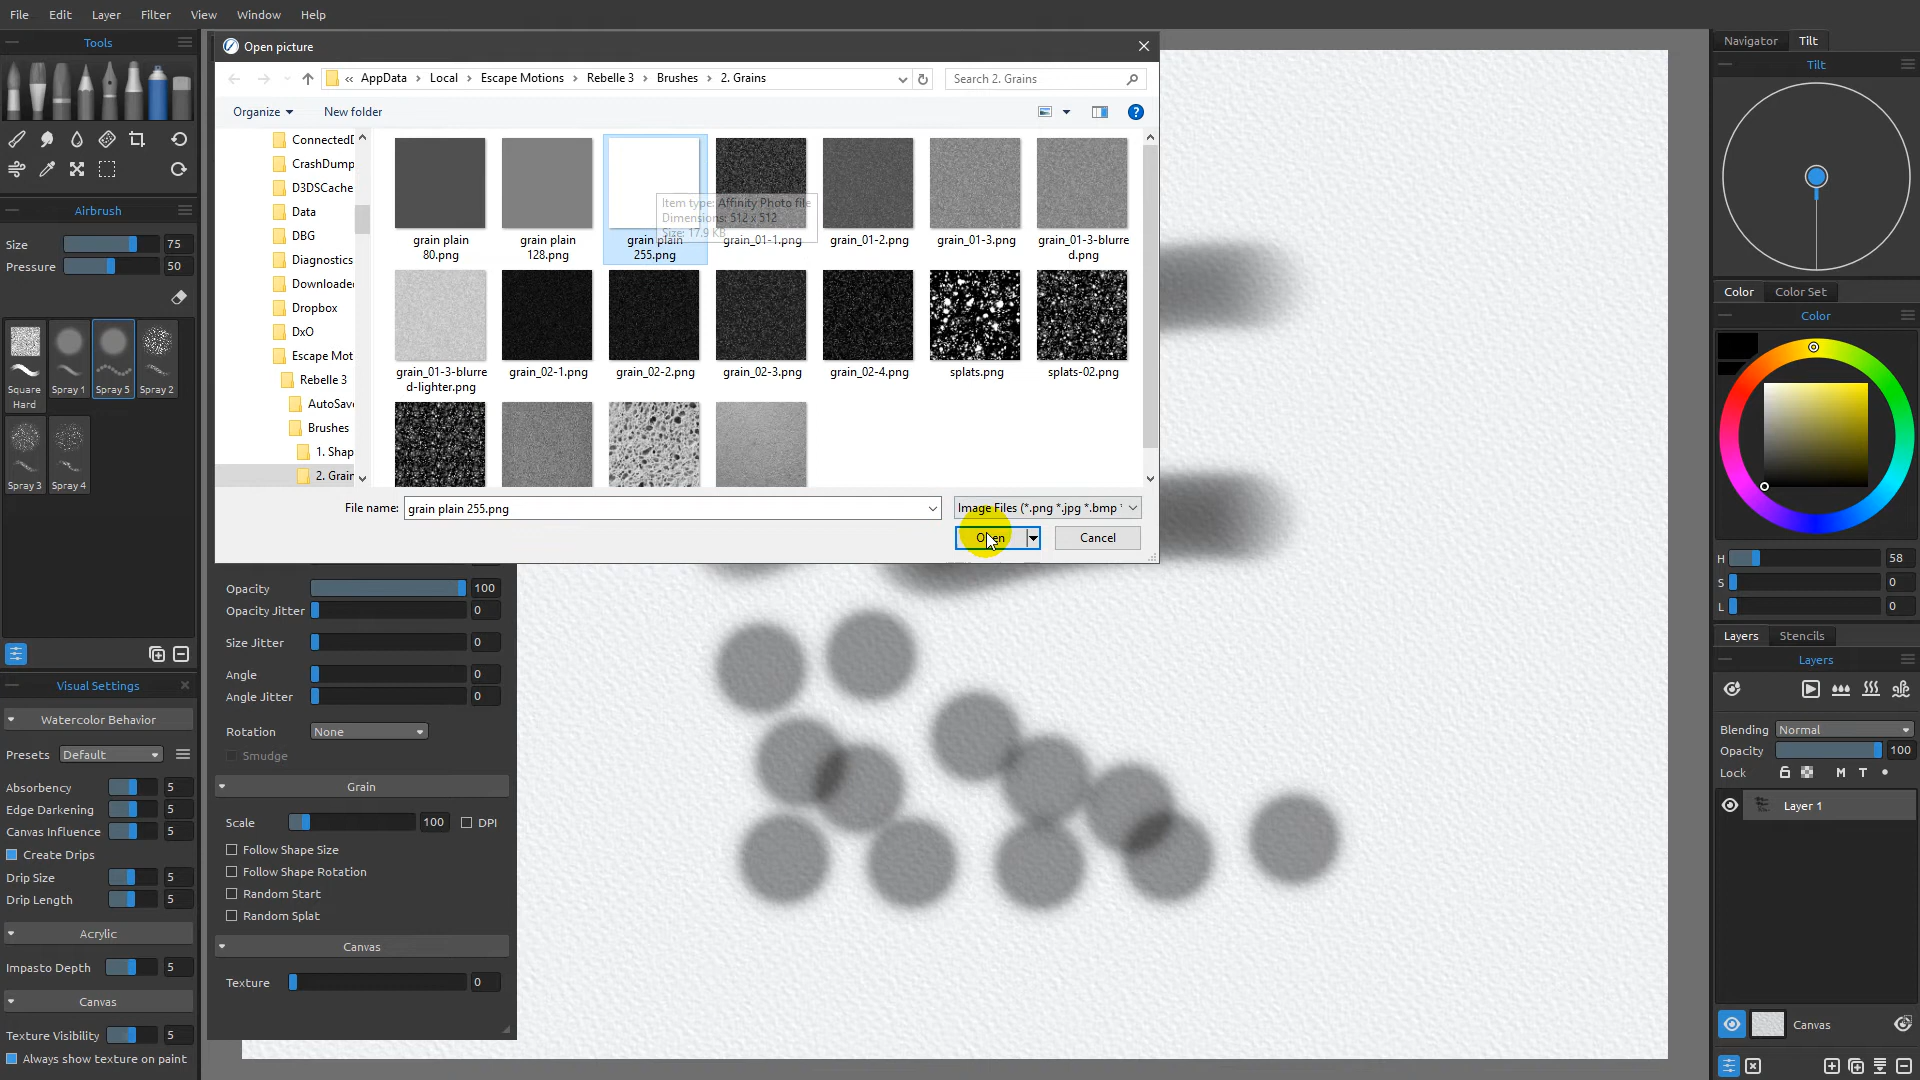 File Edit Layer Filter View Window Help
Tools
Airbrush
Size 75
Pressure 50
Square Hard
Spray 1
Spray 5
Spray 2
Spray 3
Spray 4
Visual Settings
Watercolor Behavior
Presets Default
Absorbency 5
Edge Darkening 5
Canvas Influence 5
Create Drips
Drip Size 5
Drip Length 5
Acrylic
Impasto Depth 5
Canvas
Texture Visibility 5
Always show texture on paint
Open picture
« AppData › Local › Escape Motions › Rebelle 3 › Brushes › 2. Grains
Search 2. Grains
Organize
New folder
ConnectedD
CrashDump
D3DSCache
Data
DBG
Diagnostics
Downloade
Dropbox
DxO
Escape Mot
Rebelle 3
AutoSave
Brushes
1. Shap
2. Grain
grain plain 80.png
grain plain 128.png
grain plain 255.png
grain_01-1.png
grain_01-2.png
grain_01-3.png
grain_01-3-blurre
d.png
Item type: Affinity Photo file
Dimensions: 512 x 512
Size: 17.9 KB
grain_01-3-blurre
d-lighter.png
grain_02-1.png
grain_02-2.png
grain_02-3.png
grain_02-4.png
splats.png
splats-02.png
File name: grain plain 255.png
Image Files (*.png *.jpg *.bmp *
Open
Cancel
Opacity 100
Opacity Jitter 0
Size Jitter 0
Angle 0
Angle Jitter 0
Rotation None
Smudge
Grain
Scale 100 DPI
Follow Shape Size
Follow Shape Rotation
Random Start
Random Splat
Canvas
Texture 0
Navigator Tilt
Tilt
Color Color Set
Color
H 58
S 0
L 0
Layers Stencils
Layers
Blending Normal
Opacity 100
Lock M T
Layer 1
Canvas